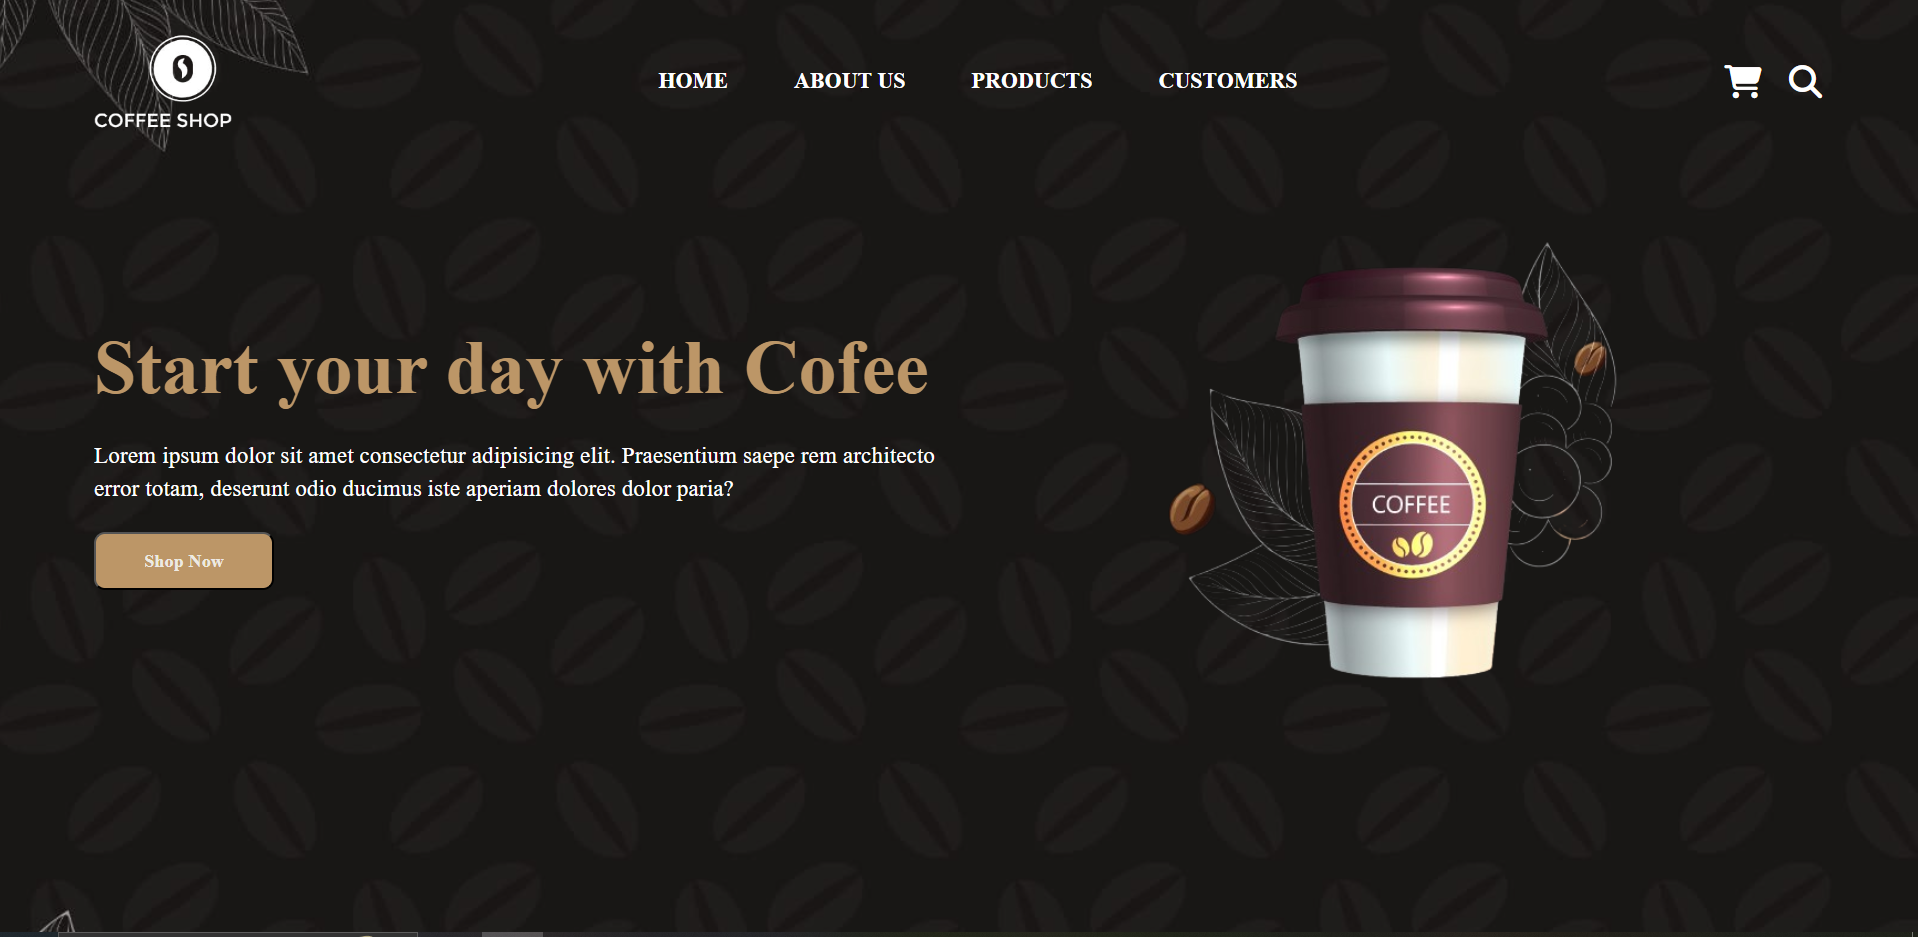 COFFEE SHOP
HOME ABOUT US PRODUCTS CUSTOMERS
Start your day with Cofee
Lorem ipsum dolor sit amet consectetur adipisicing elit. Praesentium saepe rem architecto
error totam, deserunt odio ducimus iste aperiam dolores dolor paria?
Shop Now
COFFEE